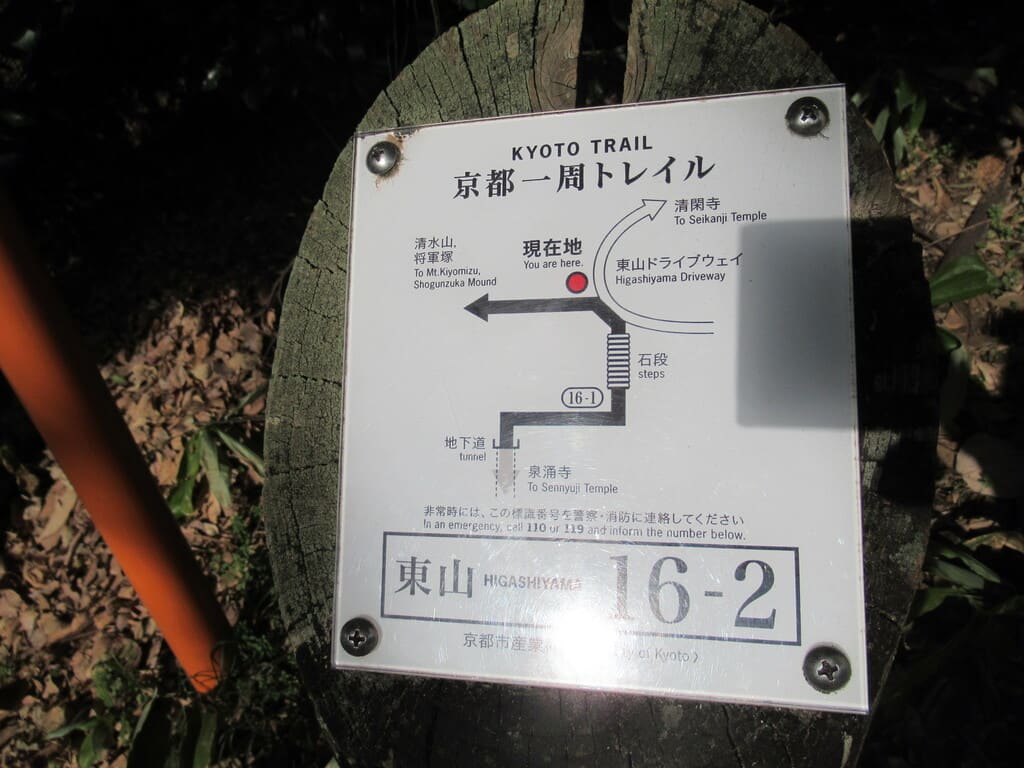 KYOTO TRAIL
京都一周トレイル
清閑寺
To Seikanji Temple
清水山,
将軍塚
To Mt.Kiyomizu,
Shogunzuka Mound
現在地
You are here.
東山ドライブウェイ
Higashiyama Driveway
石段
steps
16-1
地下道
tunnel
泉涌寺
To Sennyuji Temple
非常時には、この標識番号を警察・消防に連絡してください
In an emergency, call 110 or 119 and inform the number below.
東山 HIGASHIYAMA 16-2
京都市産業 of Kyoto〉